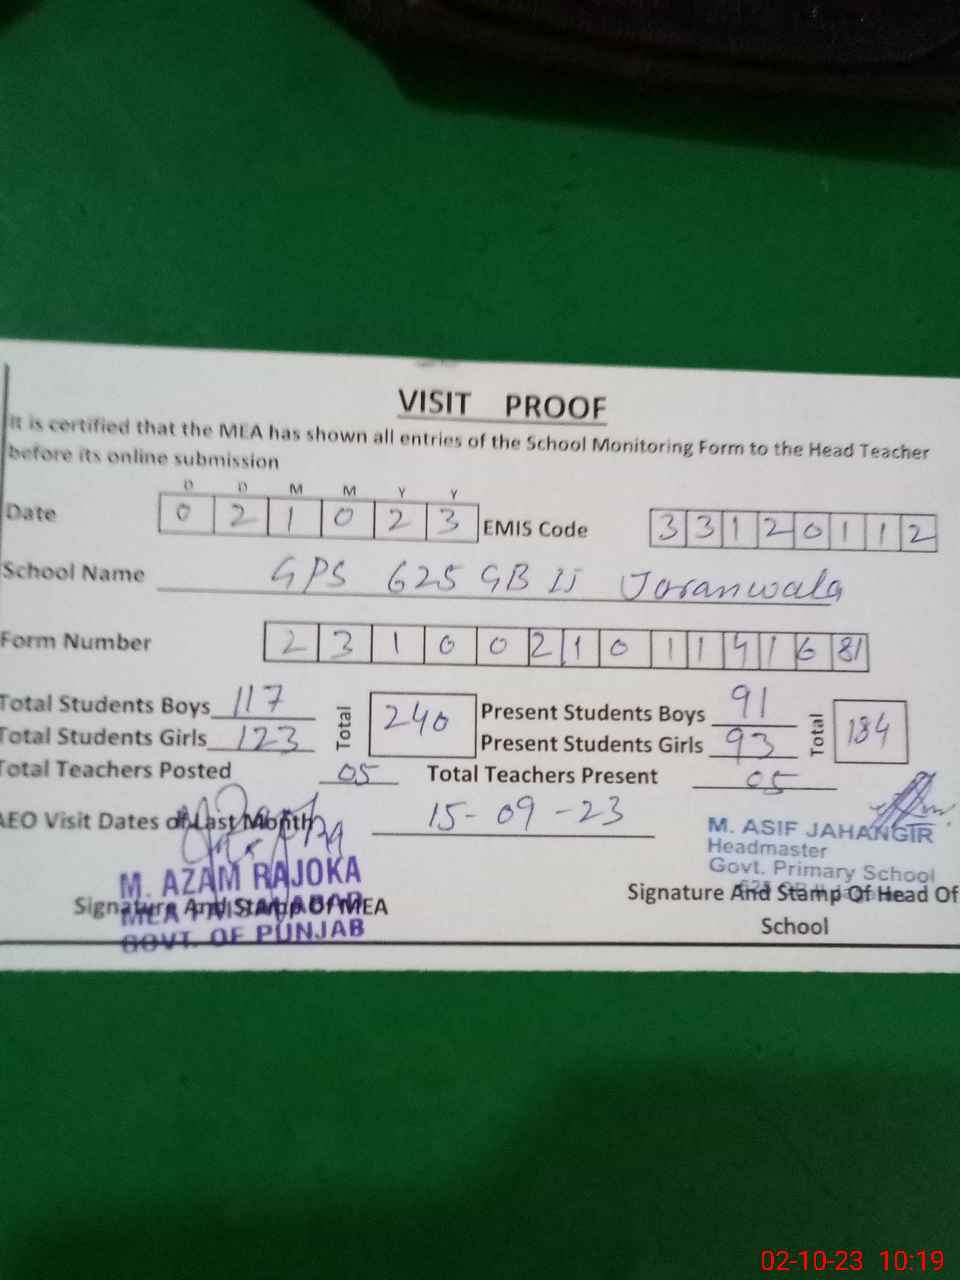 VISIT PROOF
It is certified that the MEA has shown all entries of the School Monitoring Form to the Head Teacher
before its online submission
D D M M Y Y
Date 0 2 1 0 2 3 EMIS Code 3 3 1 2 0 1 1 2
School Name GPS 625 GB II Jaranwala
Form Number 2 3 1 0 0 2 1 0 1 1 4 1 6 81
Total Students Boys 117 Total 240 Present Students Boys 91 Total 184
Total Students Girls 123 Present Students Girls 93
Total Teachers Posted 05 Total Teachers Present 05
AEO Visit Dates of Last Month 15-09-23
M. AZAM RAJOKA
M. ASIF JAHANGIR
Headmaster
Govt. Primary School
Signature And Stamp Of MEA
Signature And Stamp Of Head Of
School
GOVT. OF PUNJAB
02-10-23 10:19